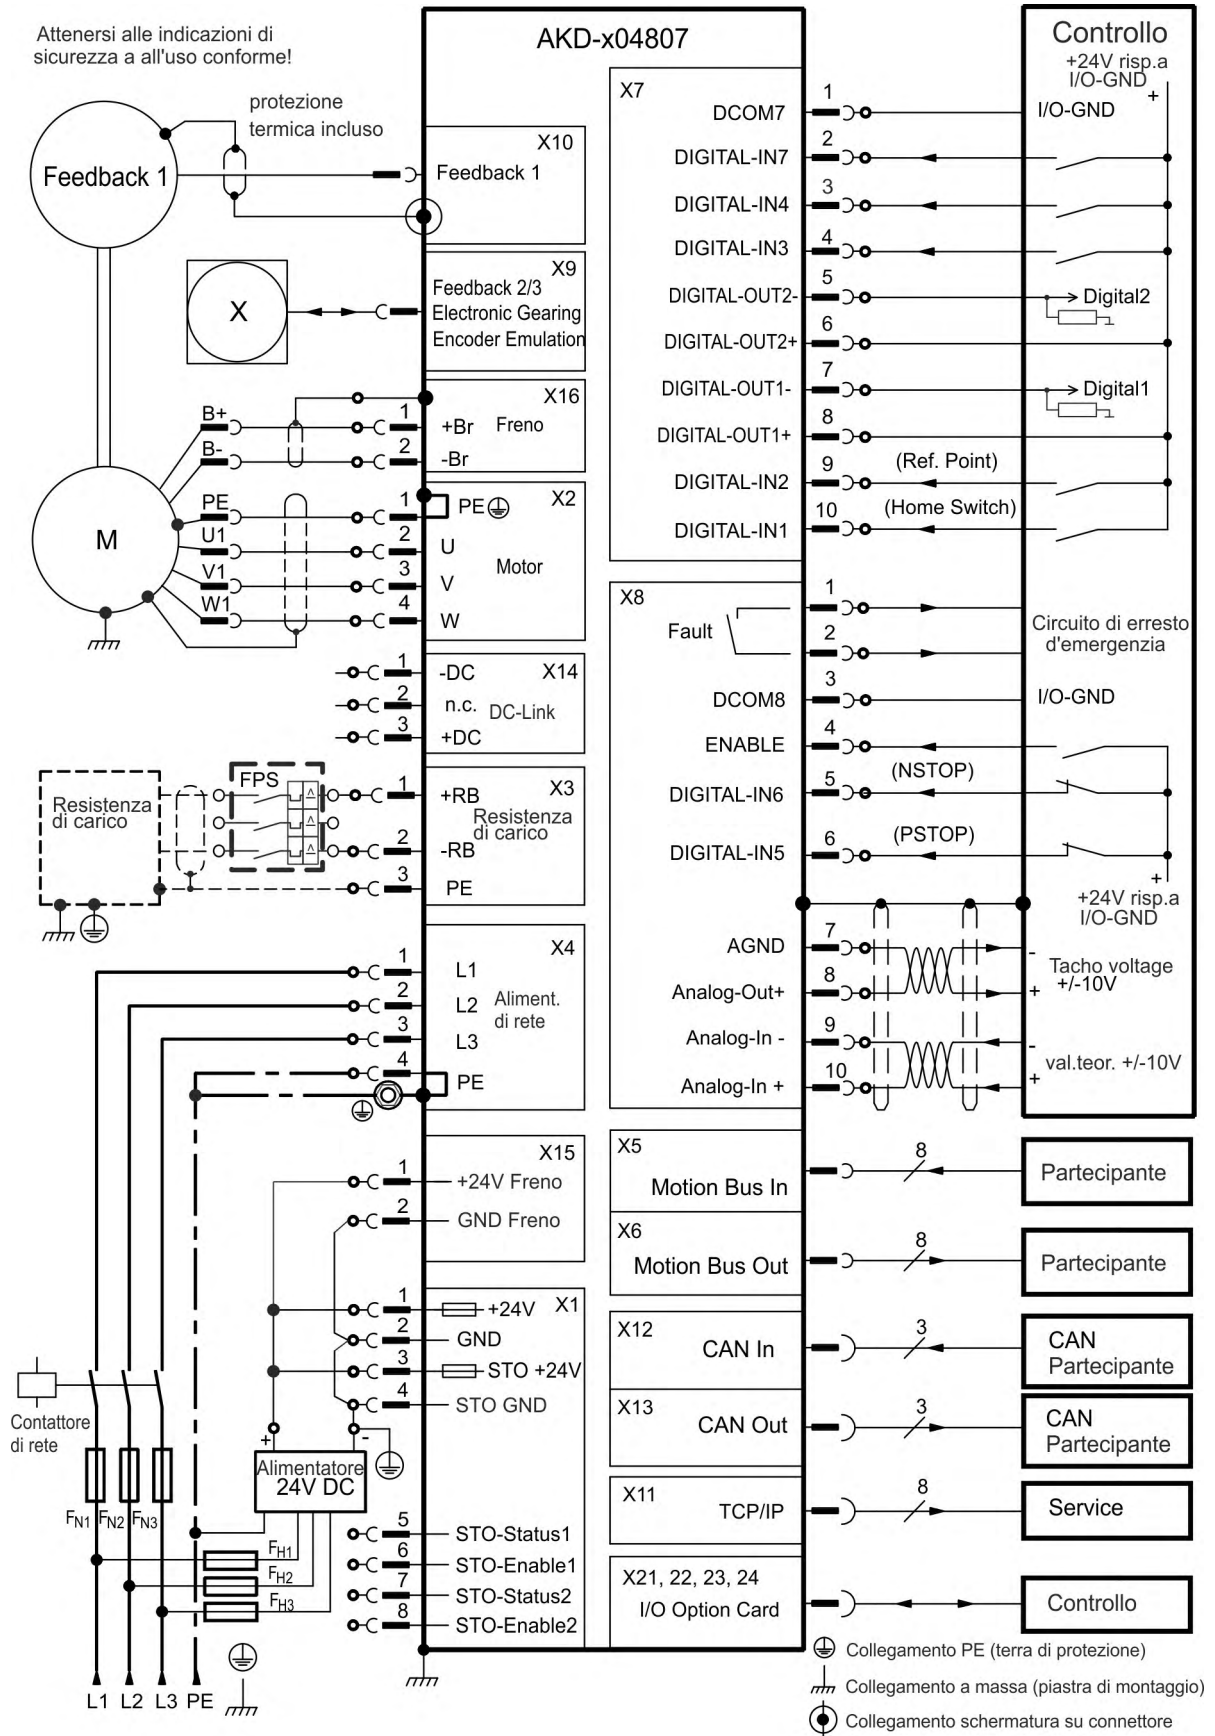 Attenersi alle indicazioni di
sicurezza a all'uso conforme!
AKD-x04807
Controllo
+24V risp.a
I/O-GND
+
protezione
termica incluso
Feedback 1
X10
Feedback 1
X
X9
Feedback 2/3
Electronic Gearing
Encoder Emulation
X16
B+
1
+Br
Freno
B-
2
-Br
M
X2
PE
1
PE
U1
2
U
V1
3
V
Motor
W1
4
W
X14
1
-DC
2
n.c.
DC-Link
3
+DC
FPS
Resistenza
di carico
X3
1
+RB
Resistenza
di carico
2
-RB
3
PE
X4
1
L1
2
L2
Aliment.
di rete
3
L3
4
PE
X15
1
+24V Freno
2
GND Freno
X1
1
+24V
2
GND
3
STO +24V
4
STO GND
Contattore
di rete
+
-
Alimentatore
24V DC
FN1
FN2
FN3
5
STO-Status1
6
STO-Enable1
7
STO-Status2
8
STO-Enable2
FH1
FH2
FH3
L1
L2
L3
PE
X7
DCOM7
1
I/O-GND
DIGITAL-IN7
2
DIGITAL-IN4
3
DIGITAL-IN3
4
DIGITAL-OUT2-
5
Digital2
DIGITAL-OUT2+
6
DIGITAL-OUT1-
7
Digital1
DIGITAL-OUT1+
8
DIGITAL-IN2
9
(Ref. Point)
DIGITAL-IN1
10
(Home Switch)
X8
Fault
1
2
Circuito di erresto
d'emergenzia
DCOM8
3
I/O-GND
ENABLE
4
DIGITAL-IN6
5
(NSTOP)
DIGITAL-IN5
6
(PSTOP)
+
+24V risp.a
I/O-GND
AGND
7
-
Tacho voltage
+/-10V
Analog-Out+
8
+
Analog-In -
9
-
val.teor. +/-10V
Analog-In +
10
+
X5
Motion Bus In
8
Partecipante
X6
Motion Bus Out
8
Partecipante
X12
CAN In
3
CAN
Partecipante
X13
CAN Out
3
CAN
Partecipante
X11
TCP/IP
8
Service
X21, 22, 23, 24
I/O Option Card
Controllo
Collegamento PE (terra di protezione)
Collegamento a massa (piastra di montaggio)
Collegamento schermatura su connettore